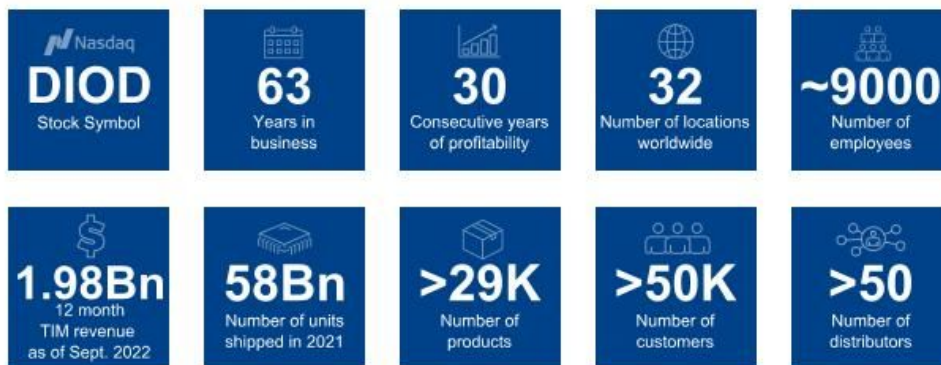 Nasdaq
DIOD
Stock Symbol
63
Years in
business
30
Consecutive years
of profitability
32
Number of locations
worldwide
~9000
Number of
employees
1.98Bn
12 month
TIM revenue
as of Sept. 2022
58Bn
Number of units
shipped in 2021
>29K
Number of
products
>50K
Number of
customers
>50
Number of
distributors